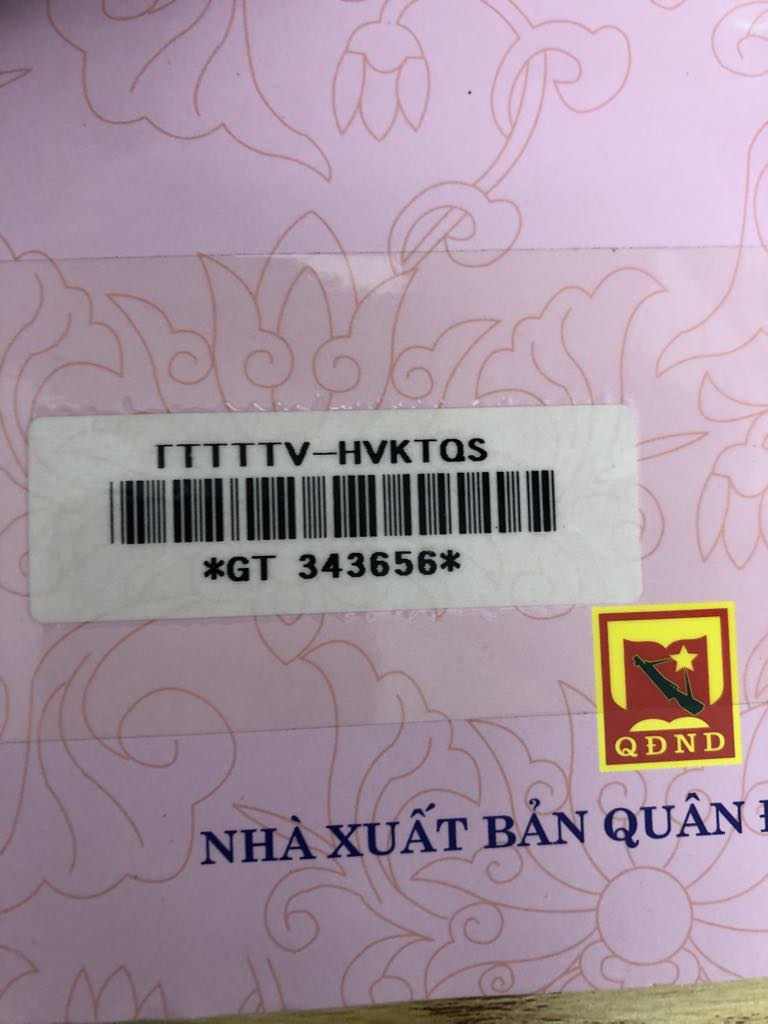 TTTTTV-HVKTQS
*GT 343656*
QĐND
NHÀ XUẤT BẢN QUÂN